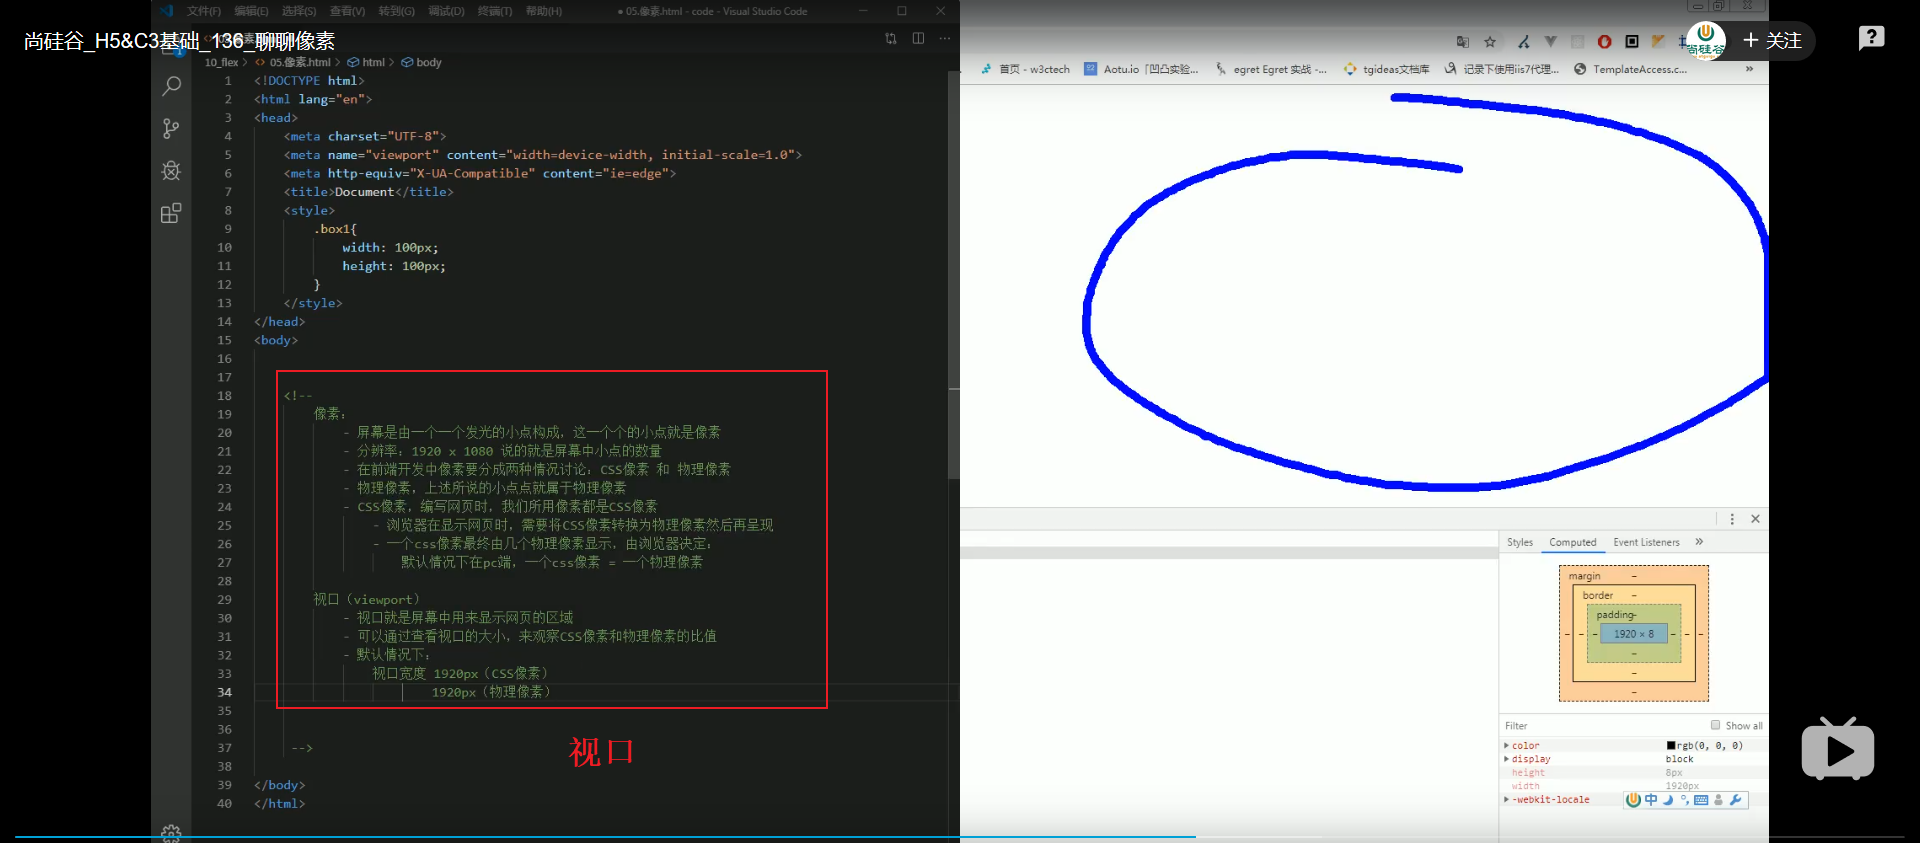 文件(F) 编辑(E) 选择(S) 查看(V) 转到(G) 调试(D) 终端(T) 帮助(H)
● 05.像素.html - code - Visual Studio Code
尚硅谷_H5&C3基础_136_聊聊像素
尚硅谷
+ 关注
10_flex > 05.像素.html > html > body
首页 - w3ctech
Aotu.io「凹凸实验...
egret Egret 实战 -...
tgideas文档库
记录下使用iis7代理...
TemplateAccess.c...
»
1 <!DOCTYPE html>
2 <html lang="en">
3 <head>
4 <meta charset="UTF-8">
5 <meta name="viewport" content="width=device-width, initial-scale=1.0">
6 <meta http-equiv="X-UA-Compatible" content="ie=edge">
7 <title>Document</title>
8 <style>
9 .box1{
10 width: 100px;
11 height: 100px;
12 }
13 </style>
14 </head>
15 <body>
16
17
18 <!--
19 像素：
20 - 屏幕是由一个一个发光的小点构成，这一个个的小点就是像素
21 - 分辨率：1920 x 1080 说的就是屏幕中小点的数量
22 - 在前端开发中像素要分成两种情况讨论：CSS像素 和 物理像素
23 - 物理像素，上述所说的小点点就属于物理像素
24 - CSS像素，编写网页时，我们所用像素都是CSS像素
25 - 浏览器在显示网页时，需要将CSS像素转换为物理像素然后再呈现
26 - 一个css像素最终由几个物理像素显示，由浏览器决定：
27 默认情况下在pc端，一个css像素 = 一个物理像素
28
29 视口（viewport）
30 - 视口就是屏幕中用来显示网页的区域
31 - 可以通过查看视口的大小，来观察CSS像素和物理像素的比值
32 - 默认情况下：
33 视口宽度 1920px（CSS像素）
34 1920px（物理像素）
35
36
37 -->
38
39 </body>
40 </html>
视口
Styles Computed Event Listeners »
margin -
border -
padding-
- - - 1920 × 8 - - -
-
-
-
Filter Show all
color rgb(0, 0, 0)
display block
height 8px
width 1920px
-webkit-locale
中